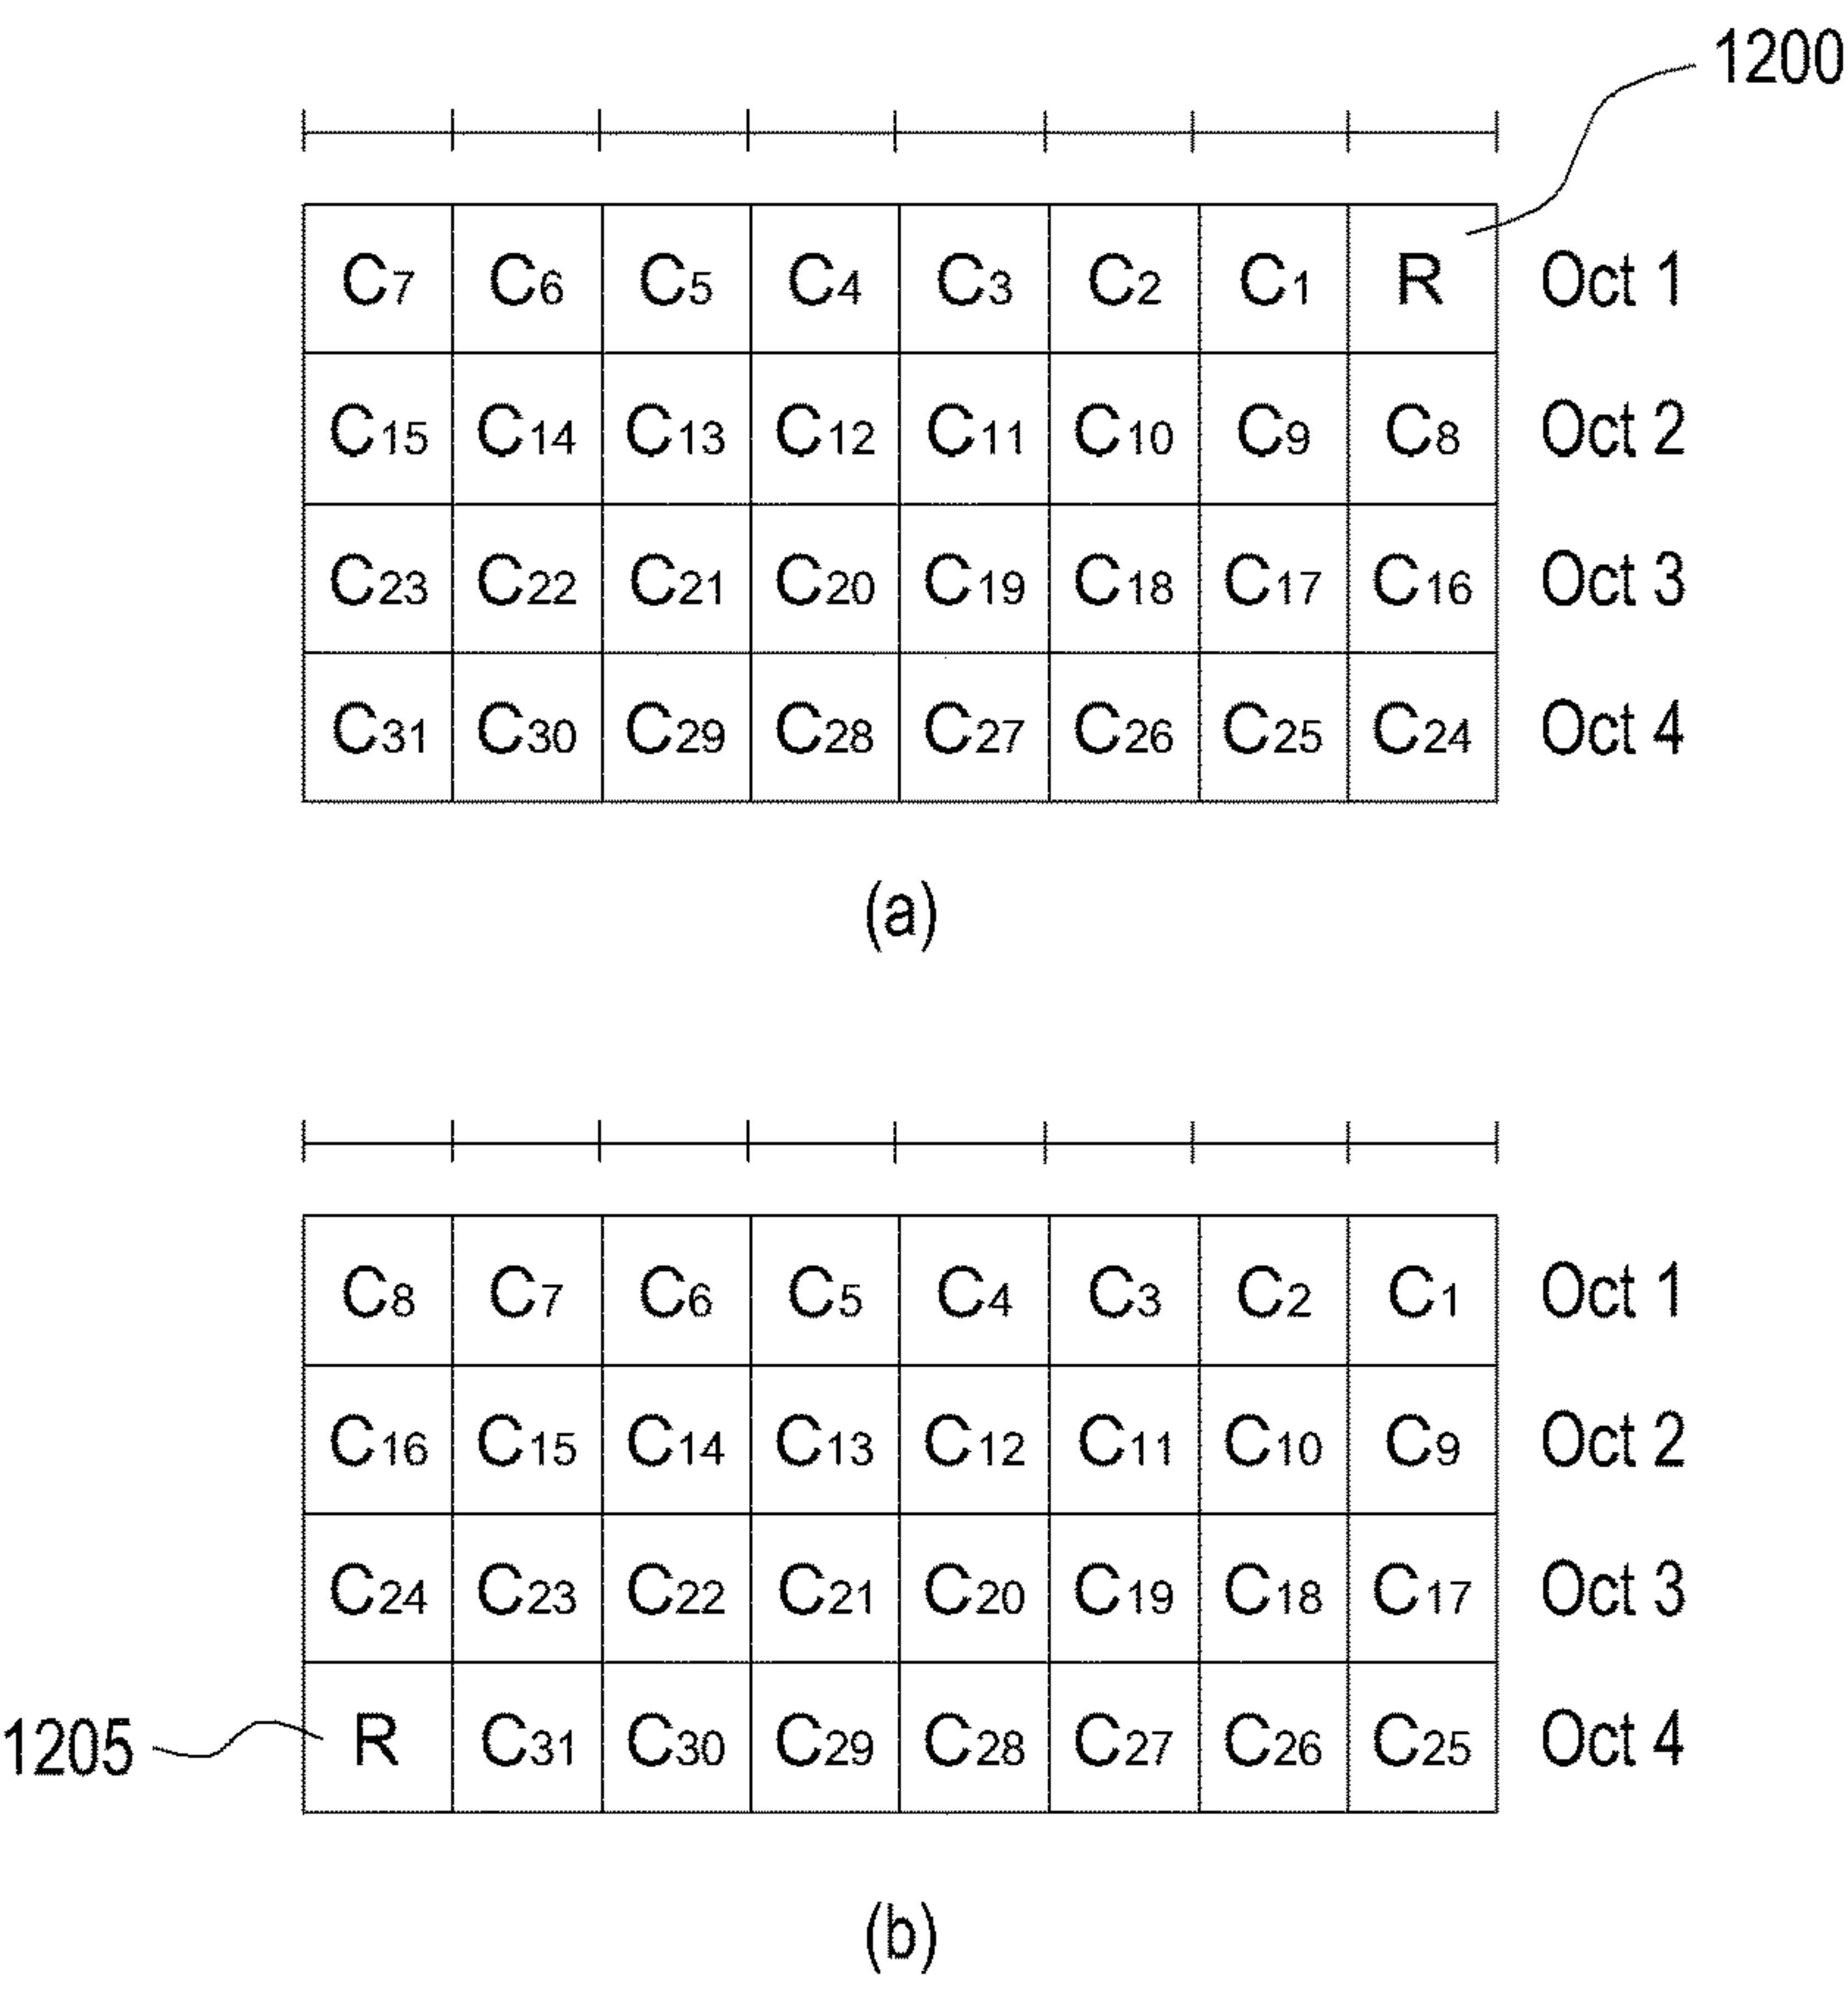 1200
C7 C6 C5 C4 C3 C2 C1 R Oct 1
C15 C14 C13 C12 C11 C10 C9 C8 Oct 2
C23 C22 C21 C20 C19 C18 C17 C16 Oct 3
C31 C30 C29 C28 C27 C26 C25 C24 Oct 4
(a)
C8 C7 C6 C5 C4 C3 C2 C1 Oct 1
C16 C15 C14 C13 C12 C11 C10 C9 Oct 2
C24 C23 C22 C21 C20 C19 C18 C17 Oct 3
1205 R C31 C30 C29 C28 C27 C26 C25 Oct 4
(b)